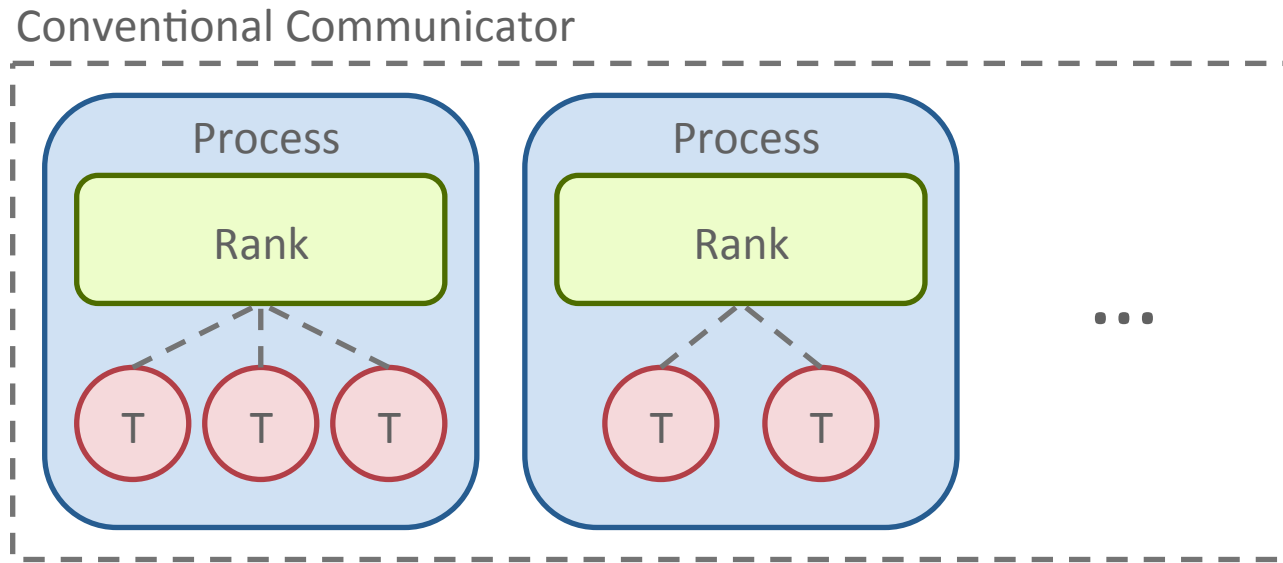 Conventional Communicator
Process
Rank
T T T
Process
Rank
T T
...